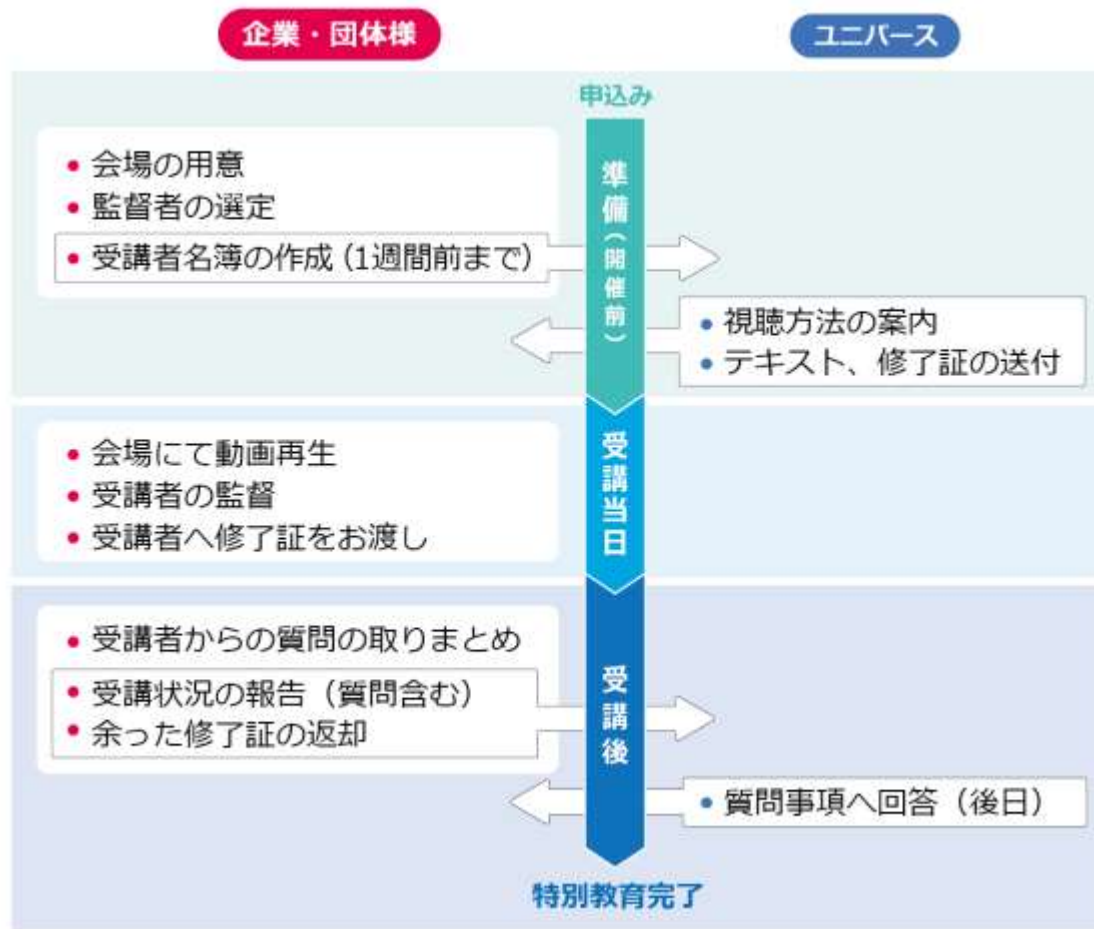 企業・団体様
ユニバース
申込み
準備(開催前)
• 会場の用意
• 監督者の選定
• 受講者名簿の作成(1週間前まで)
• 視聴方法の案内
• テキスト、修了証の送付
受講当日
• 会場にて動画再生
• 受講者の監督
• 受講者へ修了証をお渡し
受講後
• 受講者からの質問の取りまとめ
• 受講状況の報告(質問含む)
• 余った修了証の返却
• 質問事項へ回答(後日)
特別教育完了